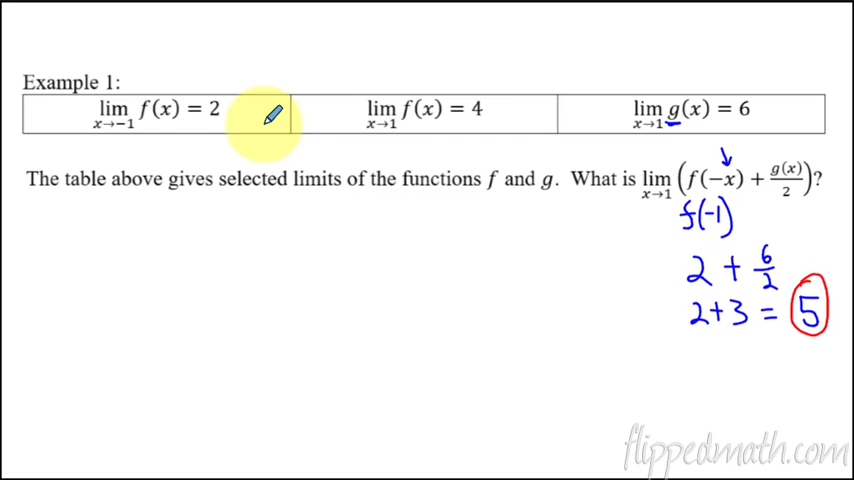 Example 1:
lim x→−1 f(x) = 2 lim x→1 f(x) = 4 lim x→1 g(x) = 6
The table above gives selected limits of the functions f and g. What is lim x→1 (f(−x) + g(x)/2)?
f(-1)
2 + 6/2
2+3 = 5
flippedmath.com